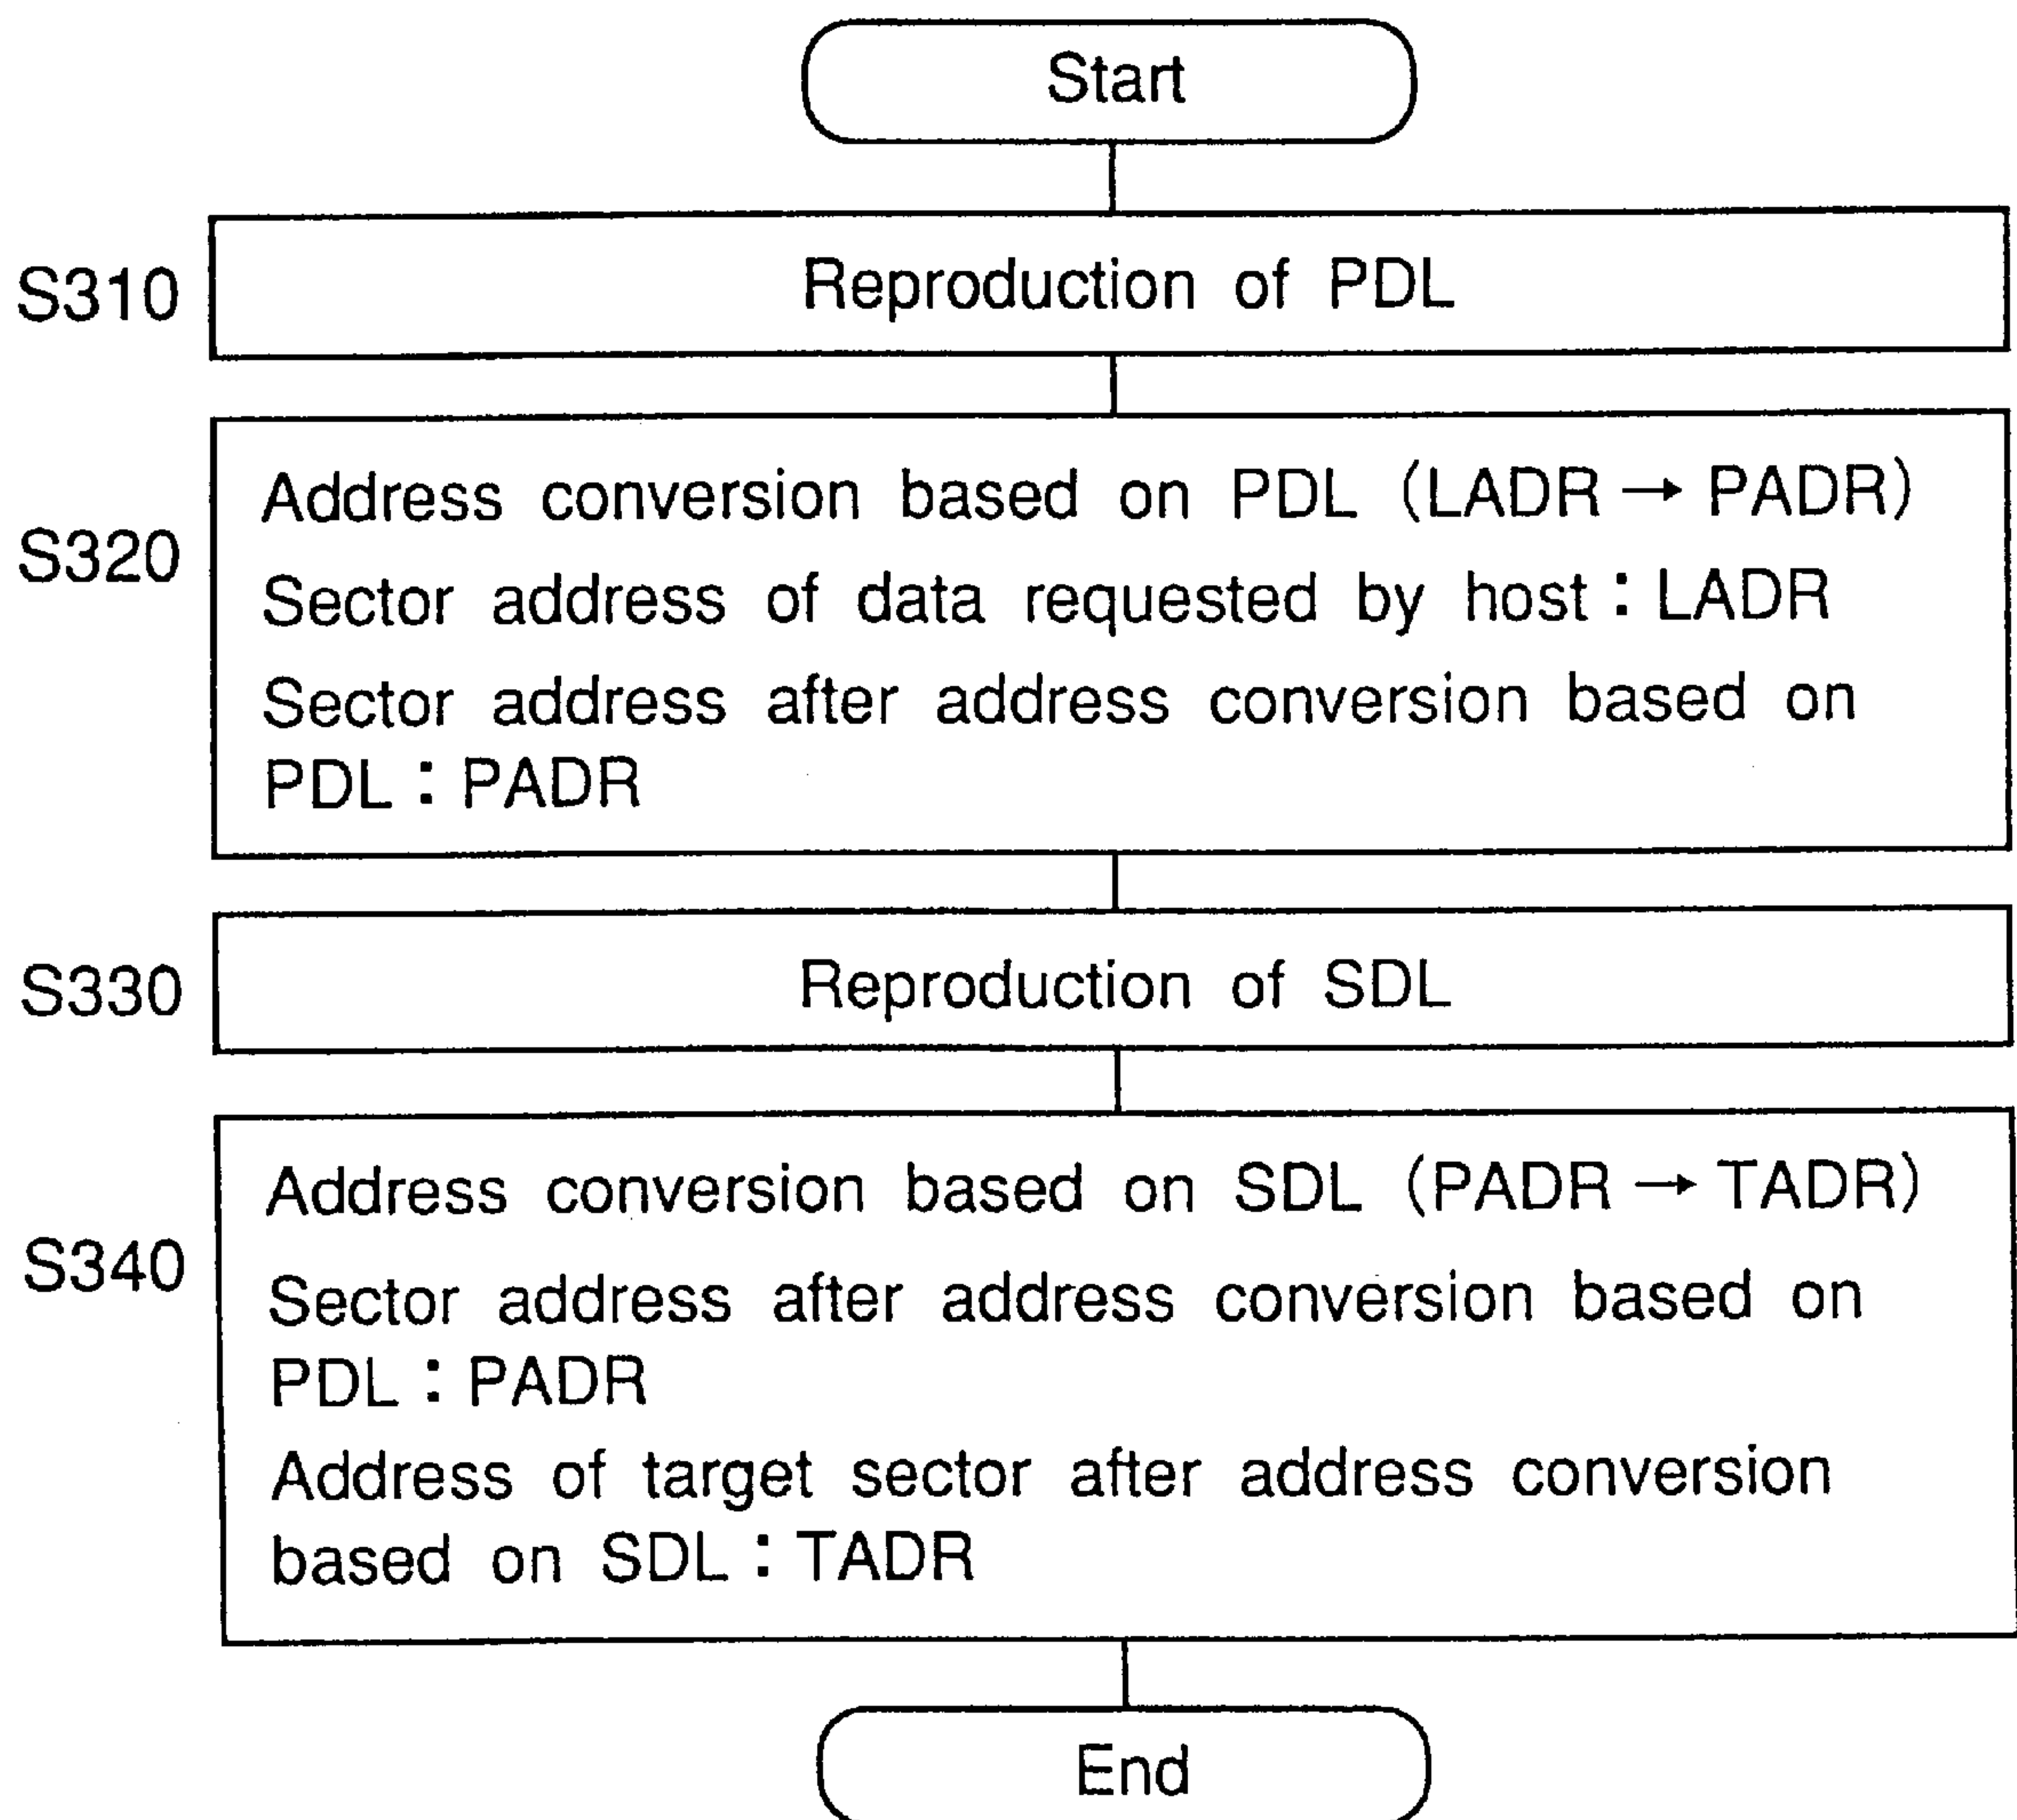 Start
S310
Reproduction of PDL
S320
Address conversion based on PDL (LADR → PADR)
Sector address of data requested by host : LADR
Sector address after address conversion based on
PDL : PADR
S330
Reproduction of SDL
S340
Address conversion based on SDL (PADR → TADR)
Sector address after address conversion based on
PDL : PADR
Address of target sector after address conversion
based on SDL : TADR
End